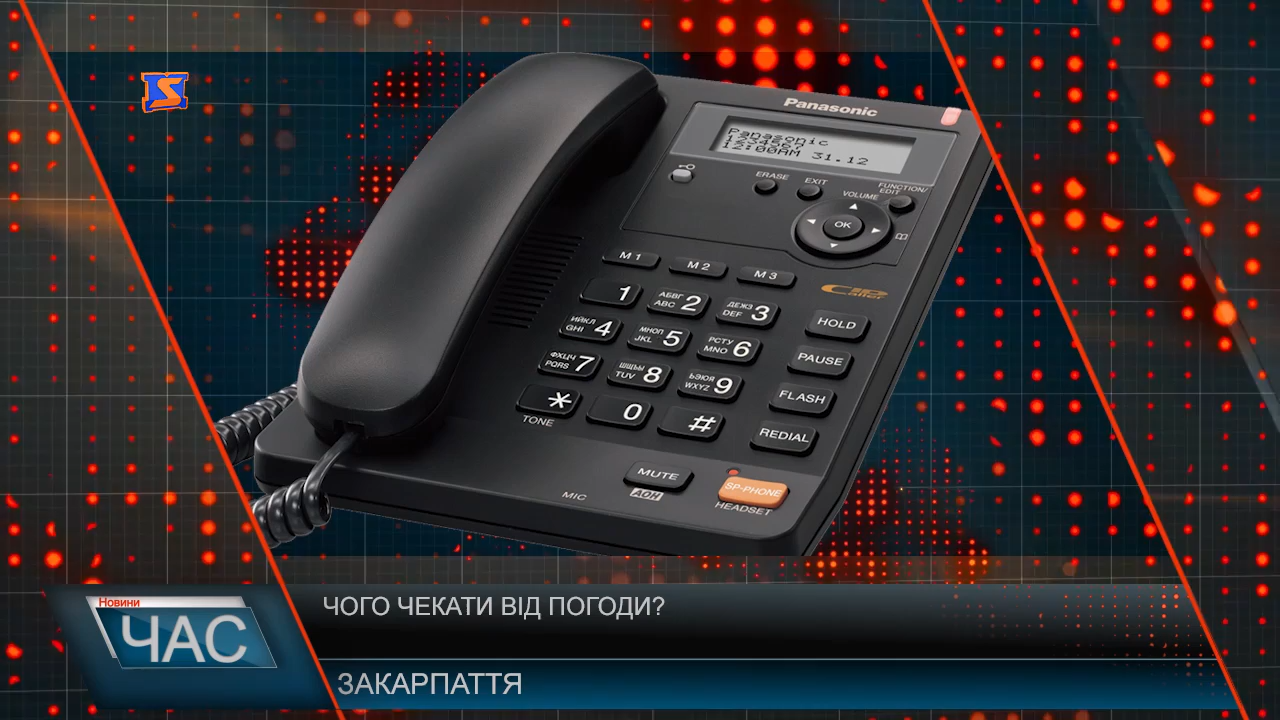 Panasonic
Panasonic
1234567
12:00AM 31.12
ERASE
EXIT
VOLUME
FUNCTION/
EDIT
OK
M 1
M 2
M 3
1
АБВГ
ABC 2
ДЕЖЗ
DEF 3
HOLD
ИЙКЛ
GHI 4
МНОП
JKL 5
РСТУ
MNO 6
PAUSE
ФХЦЧ
PQRS 7
ШЩЪЫ
TUV 8
ЬЭЮЯ
WXYZ 9
FLASH
*
0
#
TONE
REDIAL
MUTE
SP-PHONE
MIC
АОН
HEADSET
Новини
ЧАС
ЧОГО ЧЕКАТИ ВІД ПОГОДИ?
ЗАКАРПАТТЯ